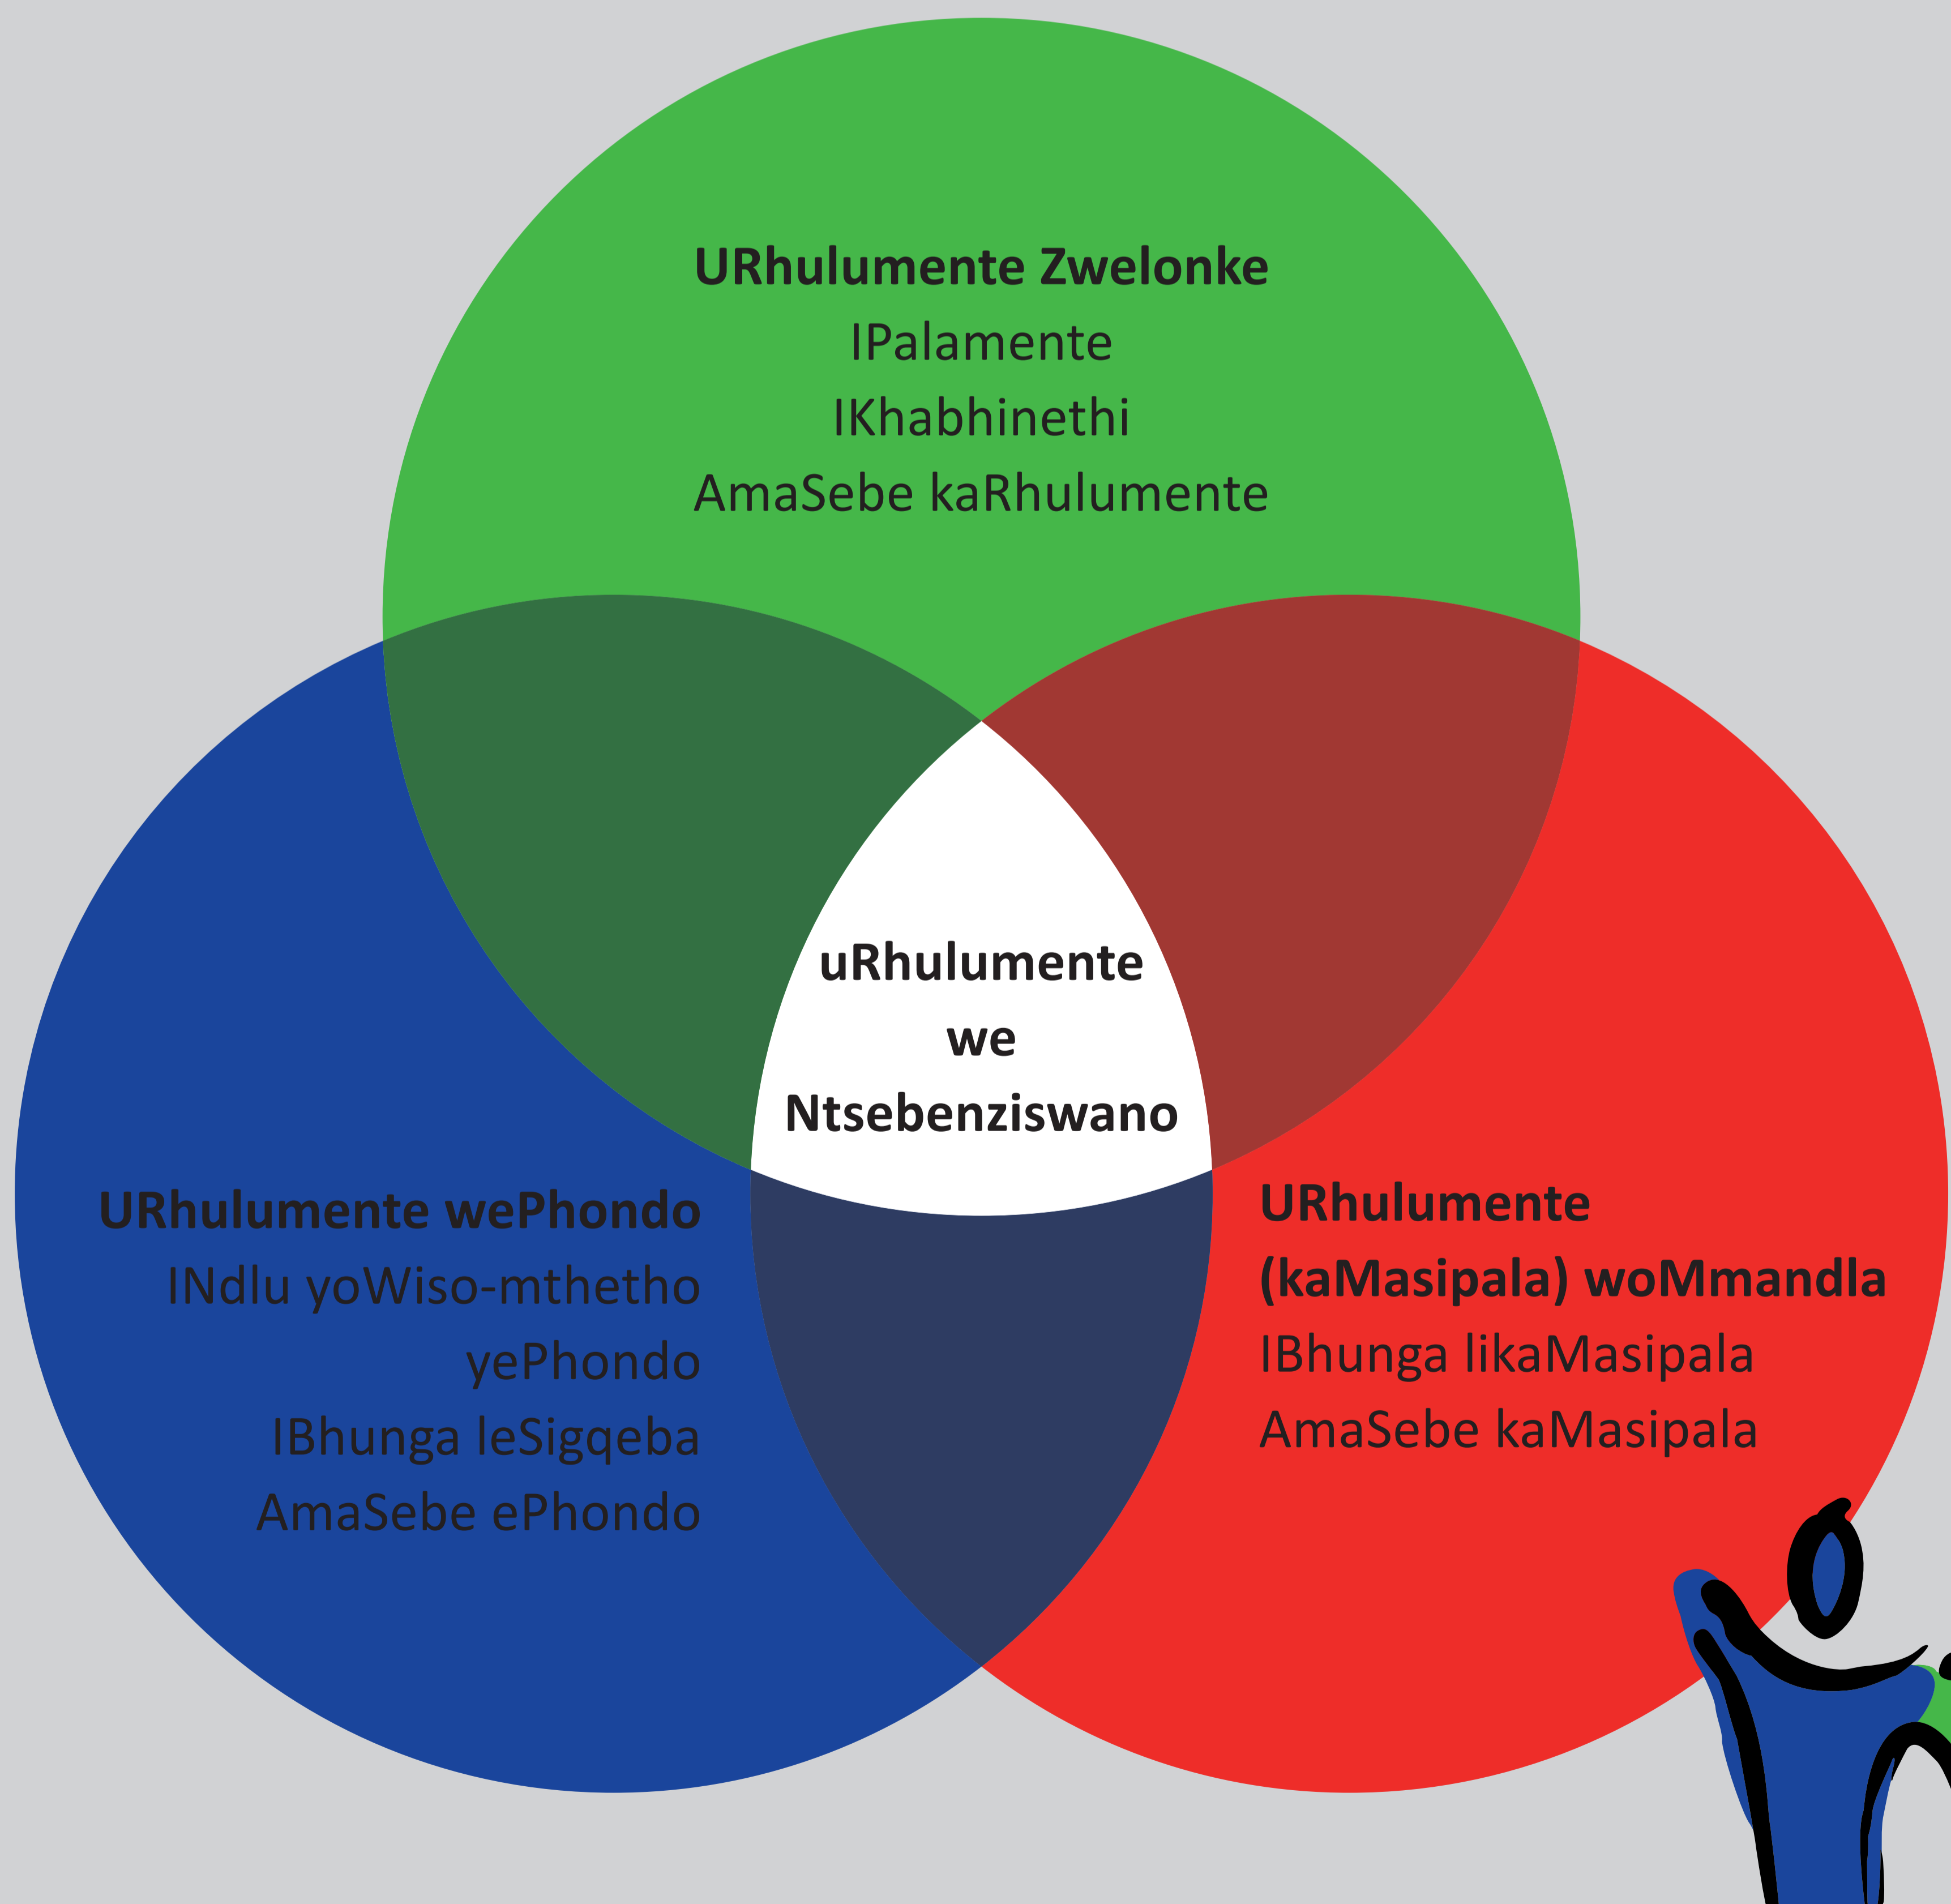 URhulumente Zwelonke
IPalamente
IKhabhinethi
AmaSebe kaRhulumente
uRhulumente
we
Ntsebenziswano
URhulumente wePhondo
INdlu yoWiso-mthetho
yePhondo
IBhunga leSigqeba
AmaSebe ePhondo
URhulumente
(kaMasipala) woMmandla
IBhunga likaMasipala
AmaSebe kaMasipala